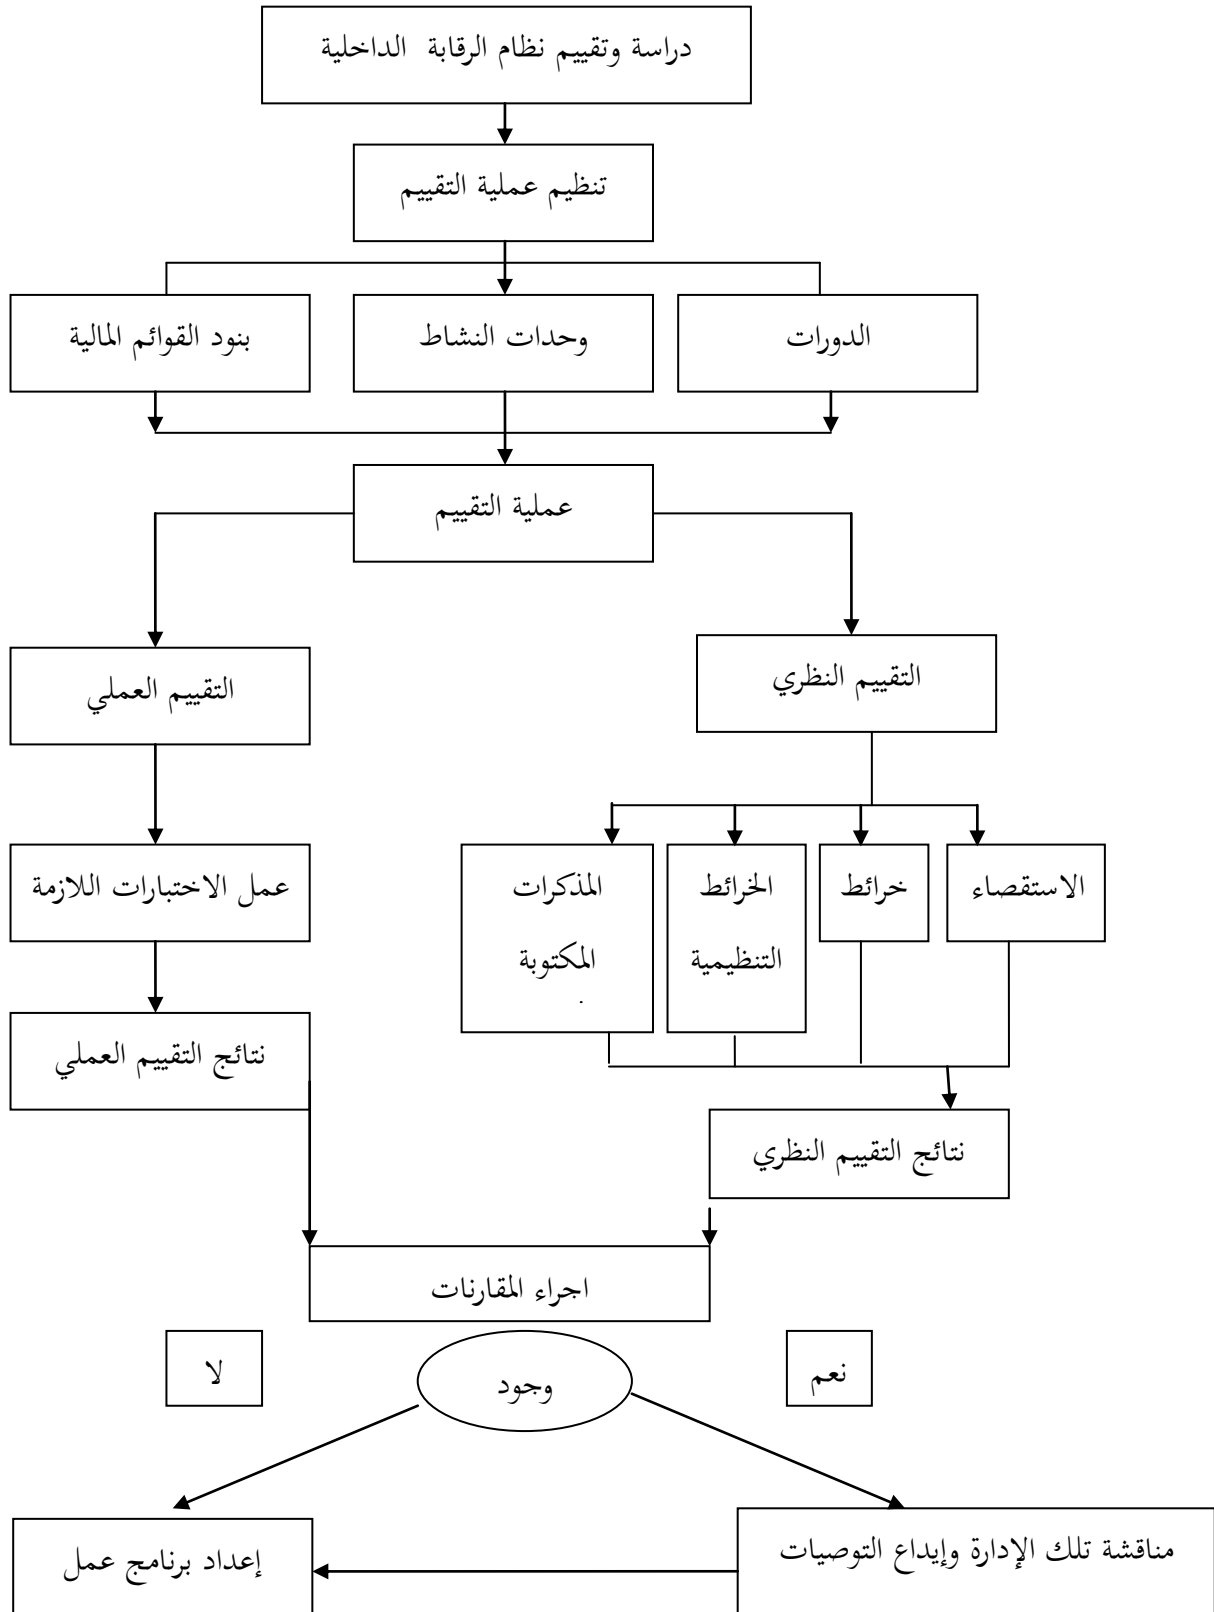 دراسة وتقييم نظام الرقابة الداخلية
تنظيم عملية التقييم
الدورات
وحدات النشاط
بنود القوائم المالية
عملية التقييم
التقييم النظري
التقييم العملي
الاستقصاء
خرائط
الخرائط
التنظيمية
المذكرات
المكتوبة
عمل الاختبارات اللازمة
نتائج التقييم العملي
نتائج التقييم النظري
اجراء المقارنات
نعم
وجود
لا
مناقشة تلك الإدارة وإيداع التوصيات
إعداد برنامج عمل